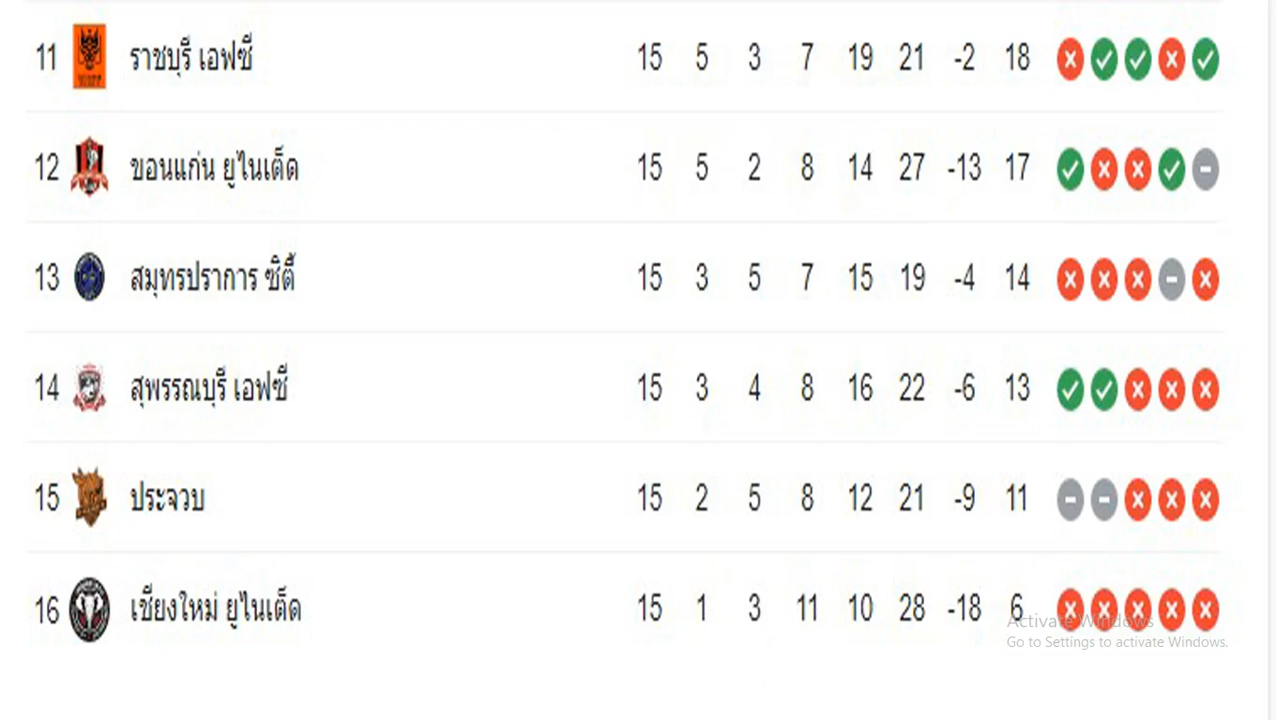 11 ราชบุรี เอฟซี 15 5 3 7 19 21 -2 18
12 ขอนแก่น ยูไนเต็ด 15 5 2 8 14 27 -13 17
13 สมุทรปราการ ซิตี้ 15 3 5 7 15 19 -4 14
14 สุพรรณบุรี เอฟซี 15 3 4 8 16 22 -6 13
15 ประจวบ 15 2 5 8 12 21 -9 11
16 เชียงใหม่ ยูไนเต็ด 15 1 3 11 10 28 -18 6
Activate Windows
Go to Settings to activate Windows.